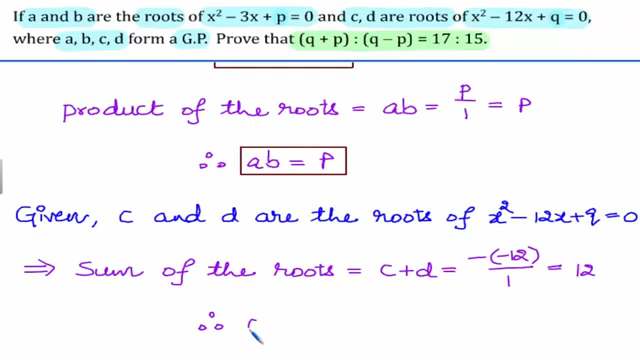 If a and b are the roots of x² – 3x + p = 0 and c, d are roots of x² – 12x + q = 0,
where a, b, c, d form a G.P. Prove that (q + p) : (q – p) = 17 : 15.
Product of the roots = ab = P/1 = P
∴ ab = P
Given, c and d are the roots of x² – 12x + q = 0
⇒ Sum of the roots = c + d = -(-12)/1 = 12
∴ c